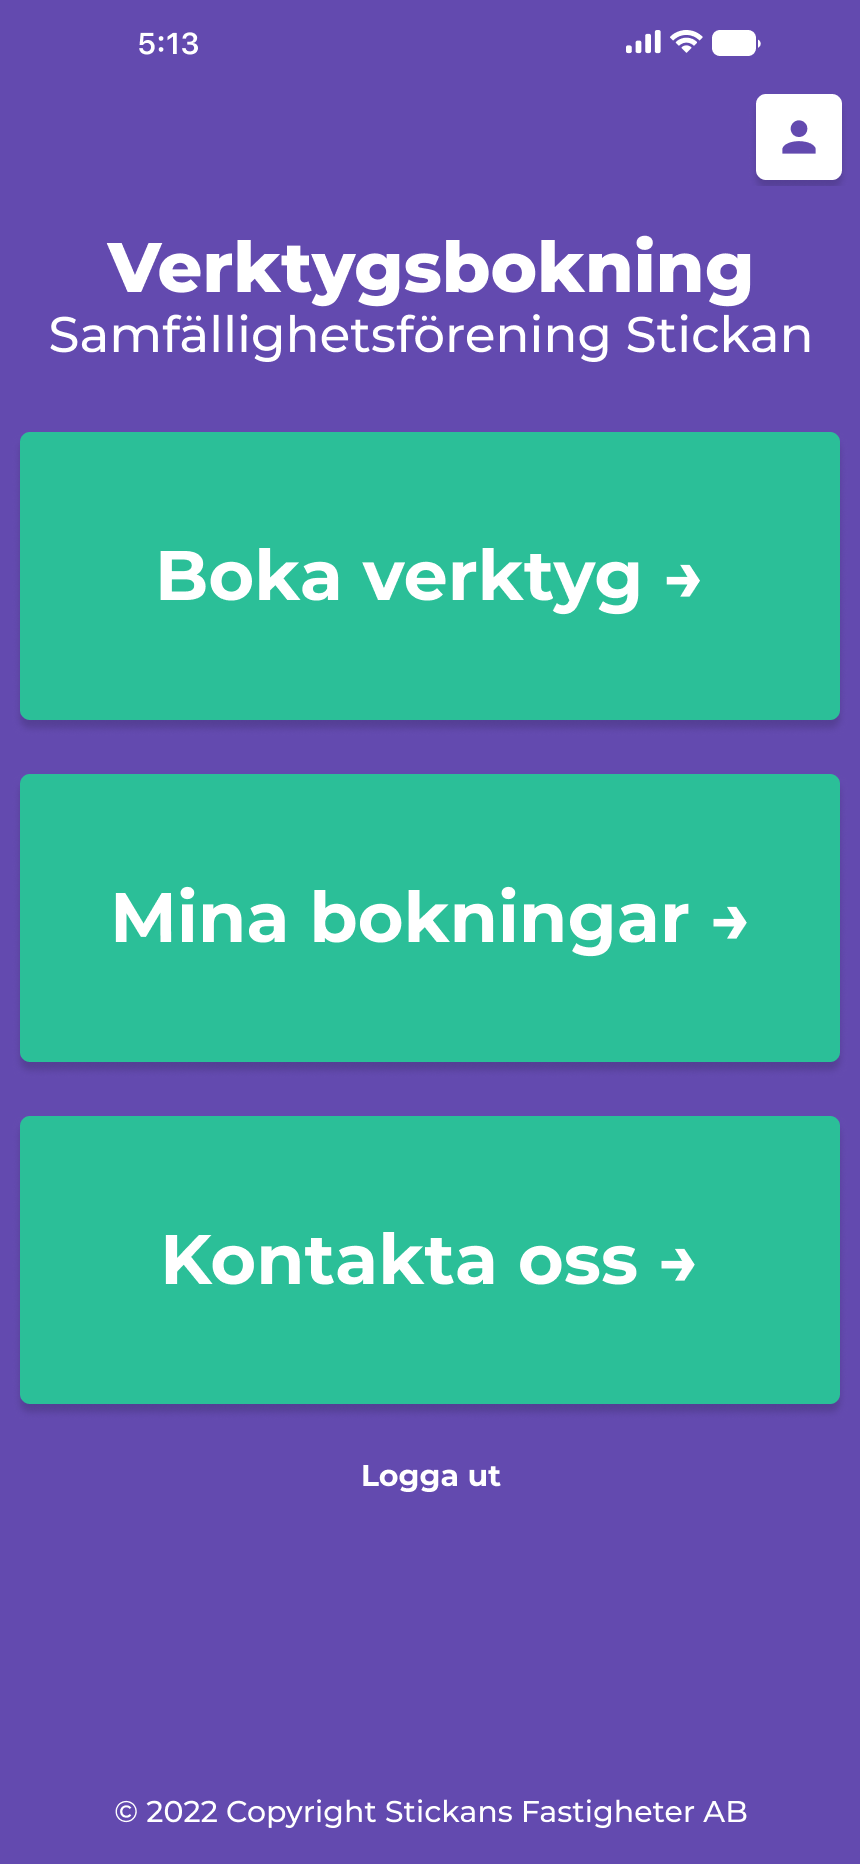 5:13
Verktygsbokning
Samfällighetsförening Stickan
Boka verktyg →
Mina bokningar →
Kontakta oss →
Logga ut
© 2022 Copyright Stickans Fastigheter AB